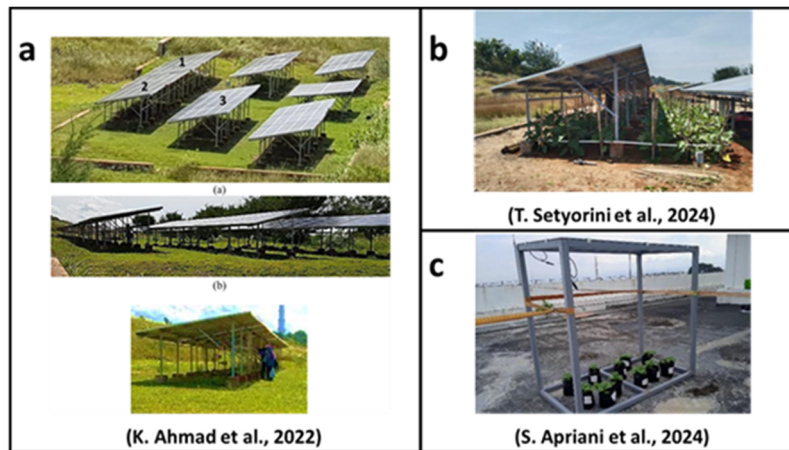 a
1
2
3
(a)
(b)
(K. Ahmad et al., 2022)
b
(T. Setyorini et al., 2024)
c
(S. Apriani et al., 2024)